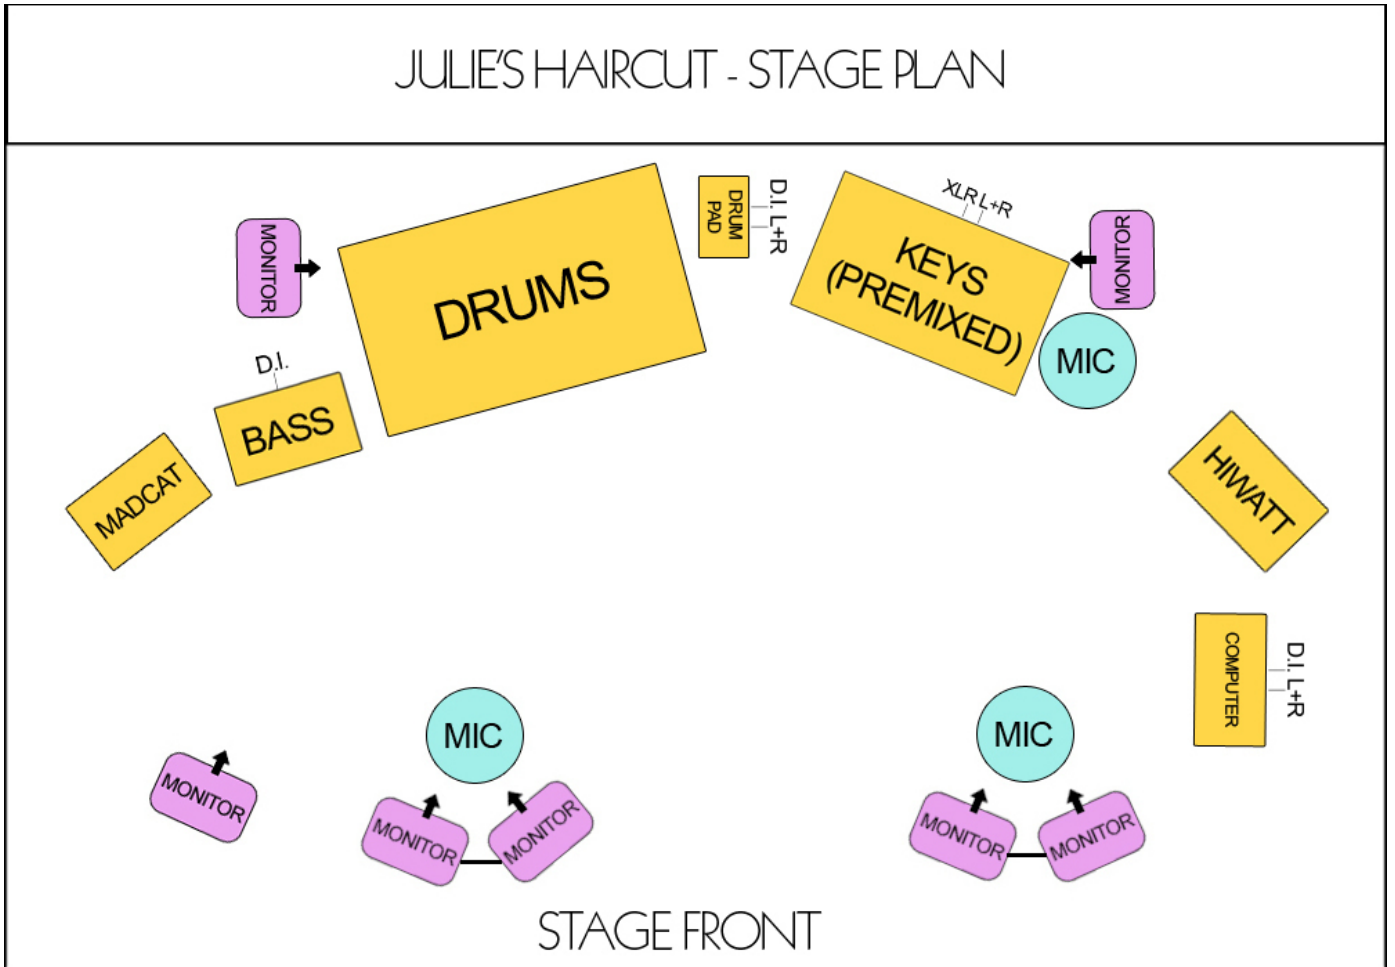 JULIE'S HAIRCUT - STAGE PLAN
MONITOR
DRUMS
DRUM
PAD
D.I. L+R
XLR L+R
KEYS
(PREMIXED)
MONITOR
MIC
D.I.
BASS
MADCAT
HIWATT
COMPUTER
D.I. L+R
MIC
MIC
MONITOR
MONITOR
MONITOR
MONITOR
MONITOR
STAGE FRONT